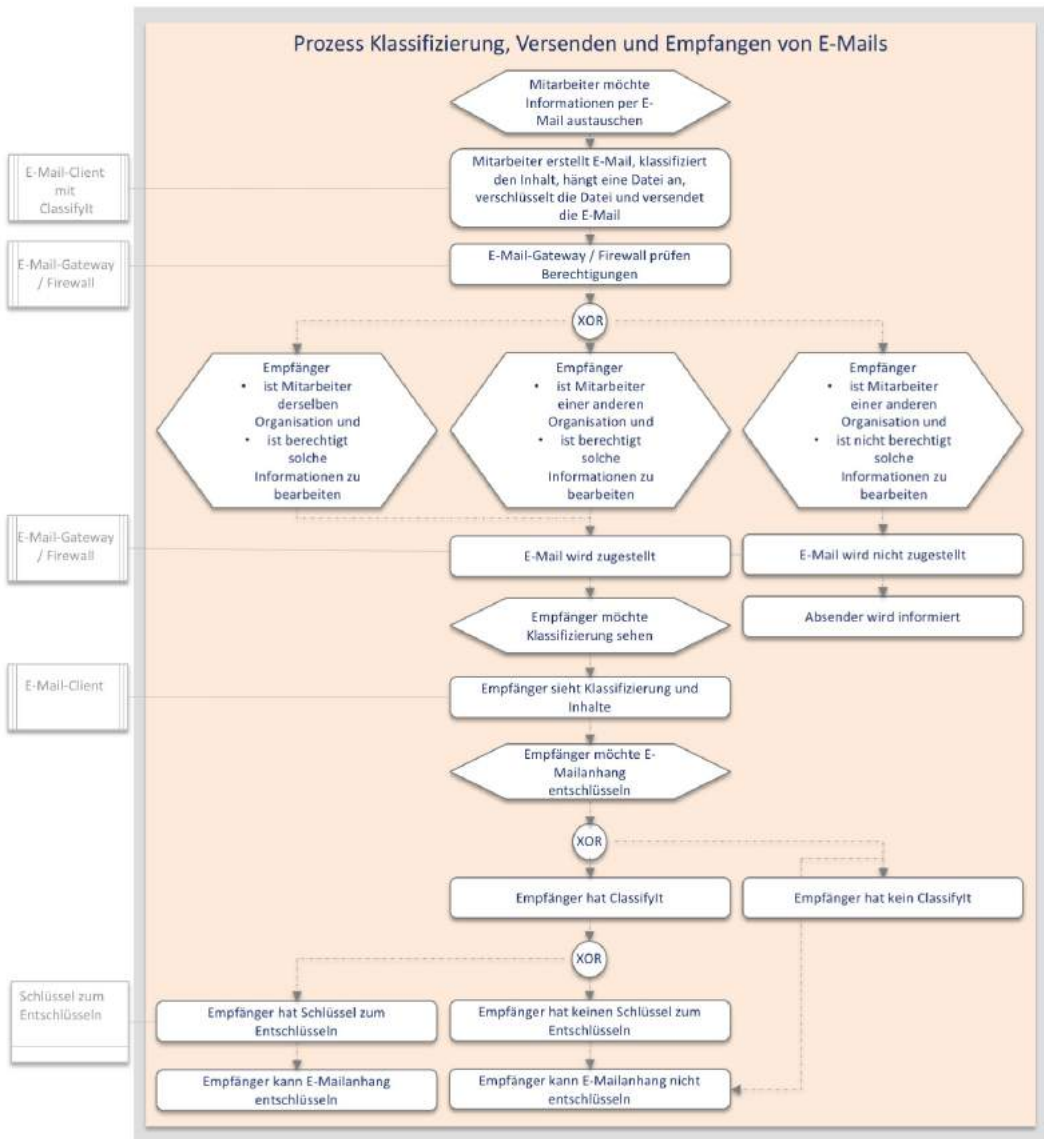 Prozess Klassifizierung, Versenden und Empfangen von E-Mails
Mitarbeiter möchte
Informationen per E-
Mail austauschen
E-Mail-Client
mit
ClassifyIt
Mitarbeiter erstellt E-Mail, klassifiziert
den Inhalt, hängt eine Datei an,
verschlüsselt die Datei und versendet
die E-Mail
E-Mail-Gateway
/ Firewall
E-Mail-Gateway / Firewall prüfen
Berechtigungen
XOR
Empfänger
• ist Mitarbeiter
derselben
Organisation und
• ist berechtigt
solche
Informationen zu
bearbeiten
Empfänger
• ist Mitarbeiter
einer anderen
Organisation und
• ist berechtigt
solche
Informationen zu
bearbeiten
Empfänger
• ist Mitarbeiter
einer anderen
Organisation und
• ist nicht berechtigt
solche
Informationen zu
bearbeiten
E-Mail-Gateway
/ Firewall
E-Mail wird zugestellt
E-Mail wird nicht zugestellt
Empfänger möchte
Klassifizierung sehen
Absender wird informiert
E-Mail-Client
Empfänger sieht Klassifizierung und
Inhalte
Empfänger möchte E-
Mailanhang
entschlüsseln
XOR
Empfänger hat ClassifyIt
Empfänger hat kein ClassifyIt
XOR
Schlüssel zum
Entschlüsseln
Empfänger hat Schlüssel zum
Entschlüsseln
Empfänger hat keinen Schlüssel zum
Entschlüsseln
Empfänger kann E-Mailanhang
entschlüsseln
Empfänger kann E-Mailanhang nicht
entschlüsseln